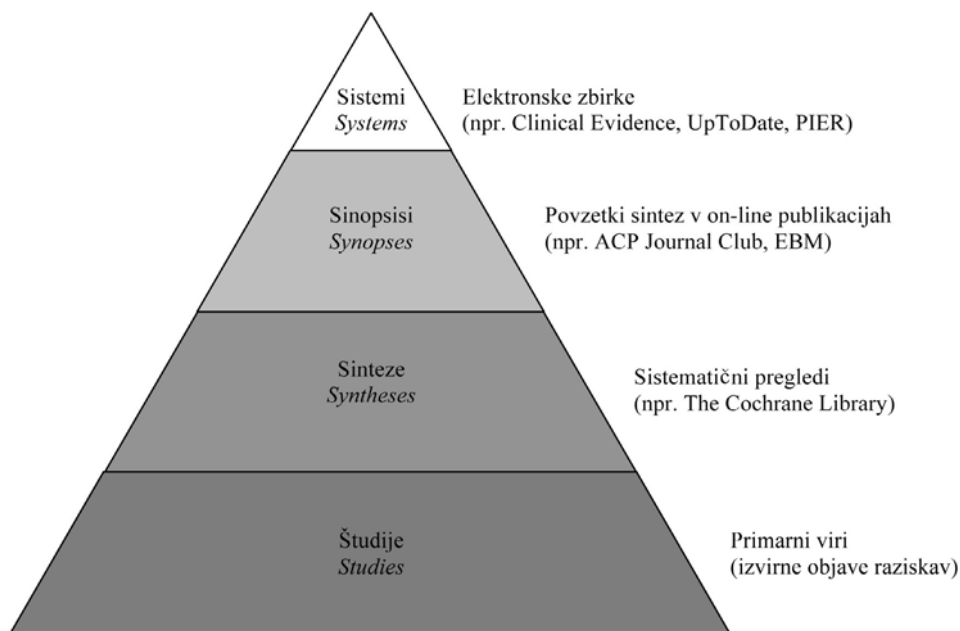 Sistemi
Systems
Elektronske zbirke
(npr. Clinical Evidence, UpToDate, PIER)
Sinopsisi
Synopses
Povzetki sintez v on-line publikacijah
(npr. ACP Journal Club, EBM)
Sinteze
Syntheses
Sistematični pregledi
(npr. The Cochrane Library)
Študije
Studies
Primarni viri
(izvirne objave raziskav)